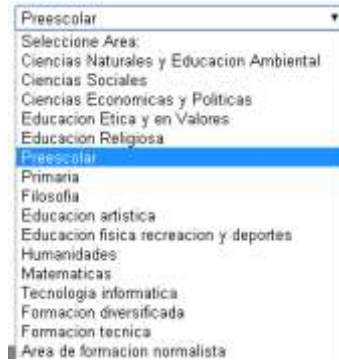 Preescolar
Seleccione Area:
Ciencias Naturales y Educacion Ambiental
Ciencias Sociales
Ciencias Economicas y Politicas
Educacion Etica y en Valores
Educacion Religiosa
Preescolar
Primaria
Filosofia
Educacion artistica
Educacion fisica recreacion y deportes
Humanidades
Matematicas
Tecnologia informatica
Formacion diversificada
Formacion tecnica
Area de formacion normalista